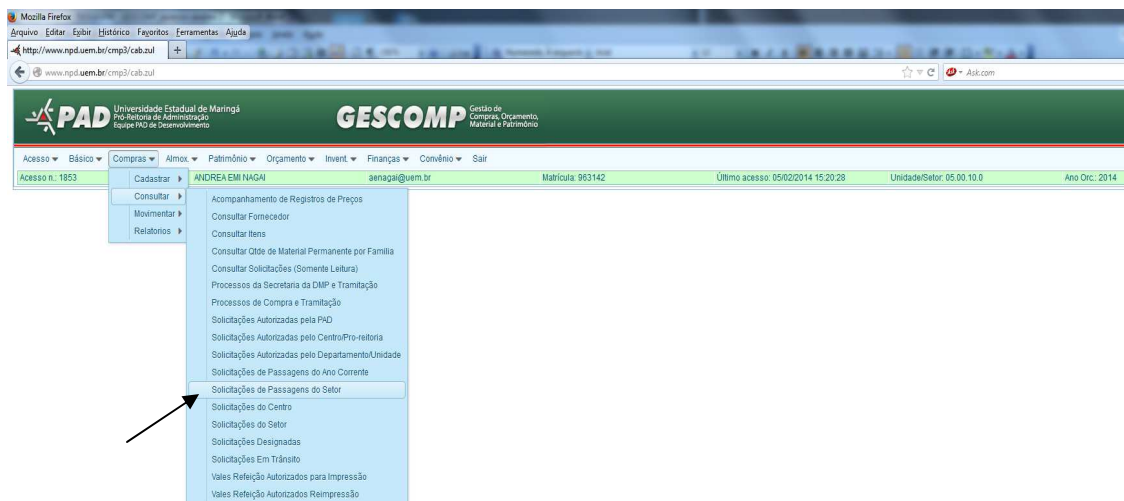 Mozilla Firefox
Arquivo Editar Exibir Histórico Favoritos Ferramentas Ajuda
http://www.npd.uem.br/cmp3/cab.zul +
www.npd.uem.br/cmp3/cab.zul Ask.com
PAD Universidade Estadual de Maringá
Pró-Reitoria de Administração
Equipe PAD de Desenvolvimento
GESCOMP Gestão de
Compras, Orçamento,
Material e Patrimônio
Acesso Básico Compras Almox. Patrimônio Orçamento Invent. Finanças Convênio Sair
Acesso n.: 1853 ANDREA EMI NAGAI aenagai@uem.br Matrícula: 963142 Último acesso: 05/02/2014 15:20:28 Unidade/Setor: 05.00.10.0 Ano Orc.: 2014
Cadastrar
Consultar
Movimentar
Relatorios
Acompanhamento de Registros de Preços
Consultar Fornecedor
Consultar Itens
Consultar Qtde de Material Permanente por Familia
Consultar Solicitações (Somente Leitura)
Processos da Secretaria da DMP e Tramitação
Processos de Compra e Tramitação
Solicitações Autorizadas pela PAD
Solicitações Autorizadas pelo Centro/Pro-reitoria
Solicitações Autorizadas pelo Departamento/Unidade
Solicitações de Passagens do Ano Corrente
Solicitações de Passagens do Setor
Solicitações do Centro
Solicitações do Setor
Solicitações Designadas
Solicitações Em Trânsito
Vales Refeição Autorizados para Impressão
Vales Refeição Autorizados Reimpressão